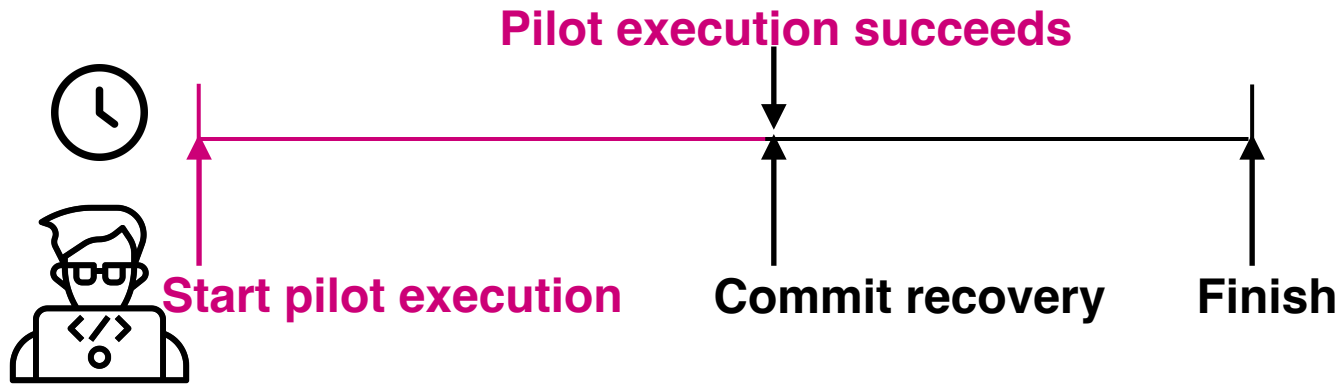 Pilot execution succeeds
Start pilot execution
Commit recovery
Finish